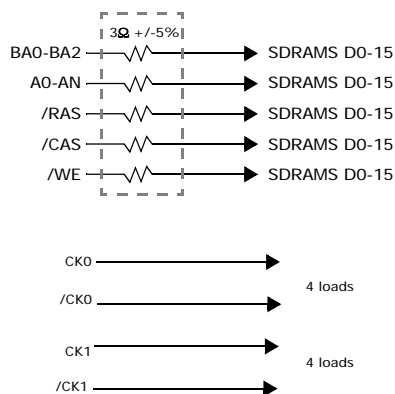 3Ω +/-5%
BA0-BA2 SDRAMS D0-15
A0-AN SDRAMS D0-15
/RAS SDRAMS D0-15
/CAS SDRAMS D0-15
/WE SDRAMS D0-15
CK0
/CK0
4 loads
CK1
/CK1
4 loads